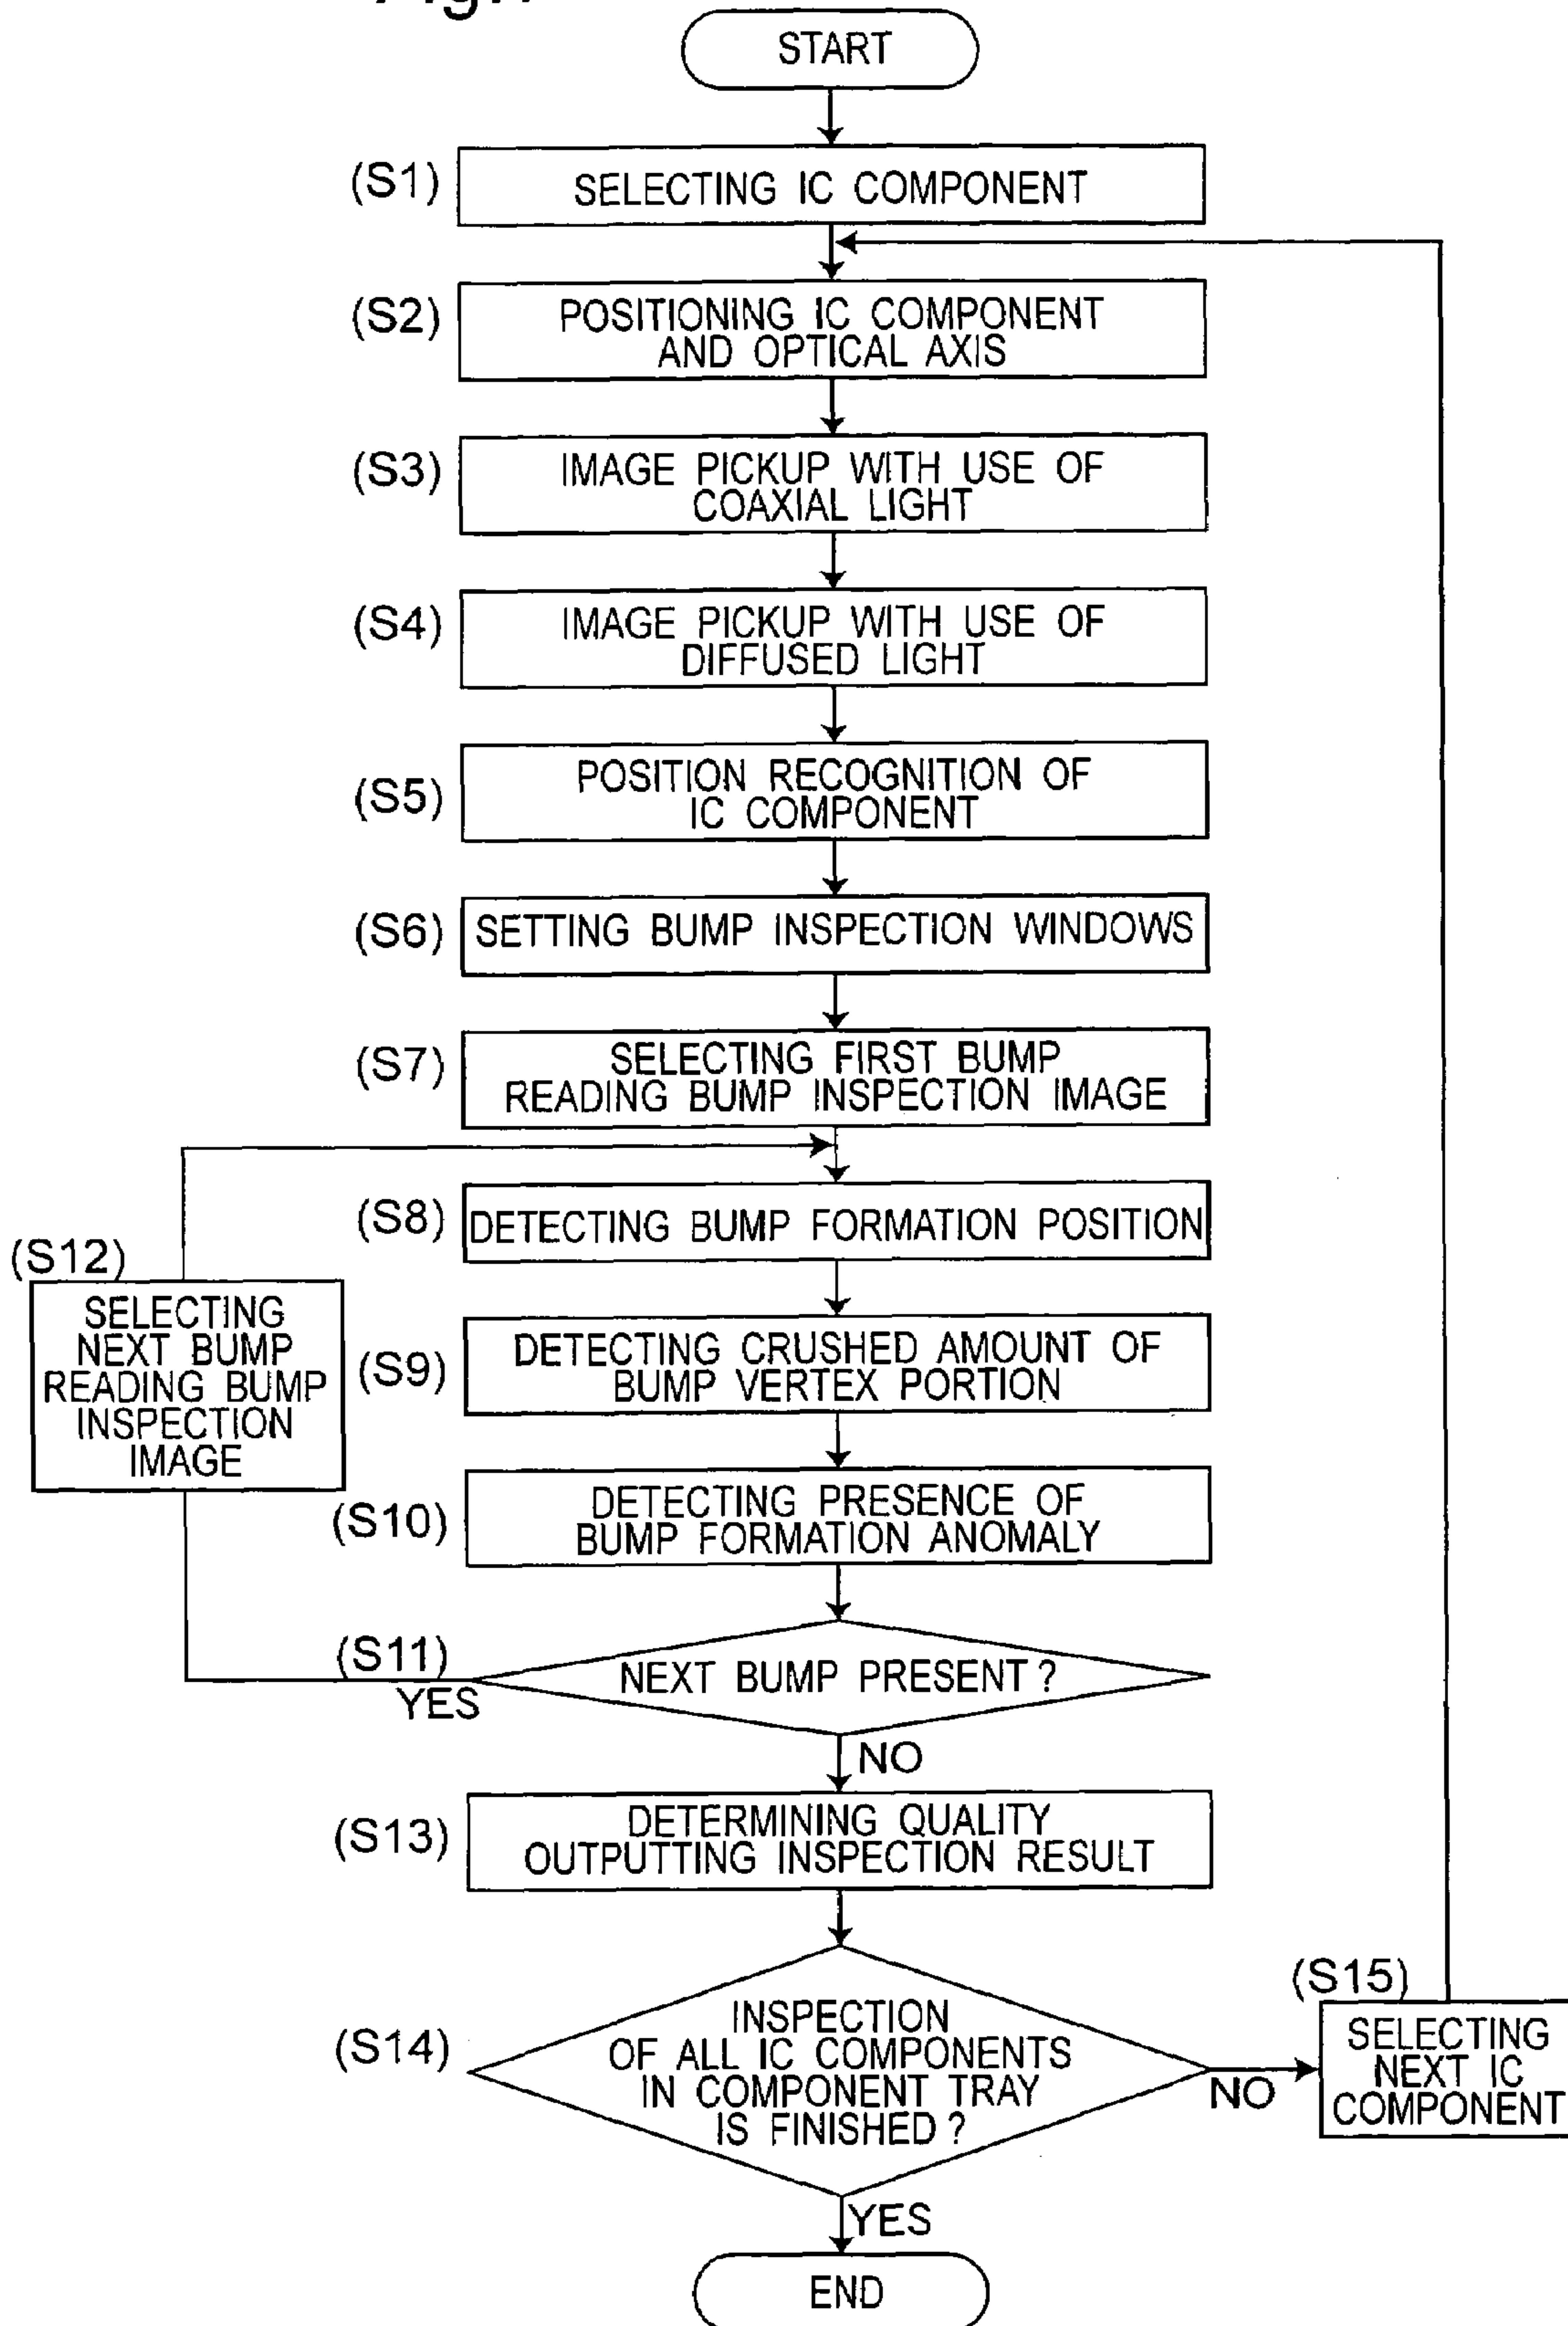 START
(S1)
SELECTING IC COMPONENT
(S2)
POSITIONING IC COMPONENT
AND OPTICAL AXIS
(S3)
IMAGE PICKUP WITH USE OF
COAXIAL LIGHT
(S4)
IMAGE PICKUP WITH USE OF
DIFFUSED LIGHT
(S5)
POSITION RECOGNITION OF
IC COMPONENT
(S6)
SETTING BUMP INSPECTION WINDOWS
(S7)
SELECTING FIRST BUMP
READING BUMP INSPECTION IMAGE
(S8)
DETECTING BUMP FORMATION POSITION
(S12)
SELECTING
NEXT BUMP
READING BUMP
INSPECTION
IMAGE
(S9)
DETECTING CRUSHED AMOUNT OF
BUMP VERTEX PORTION
(S10)
DETECTING PRESENCE OF
BUMP FORMATION ANOMALY
(S11)
NEXT BUMP PRESENT?
YES
NO
(S13)
DETERMINING QUALITY
OUTPUTTING INSPECTION RESULT
(S14)
INSPECTION
OF ALL IC COMPONENTS
IN COMPONENT TRAY
IS FINISHED?
NO
(S15)
SELECTING
NEXT IC
COMPONENT
YES
END